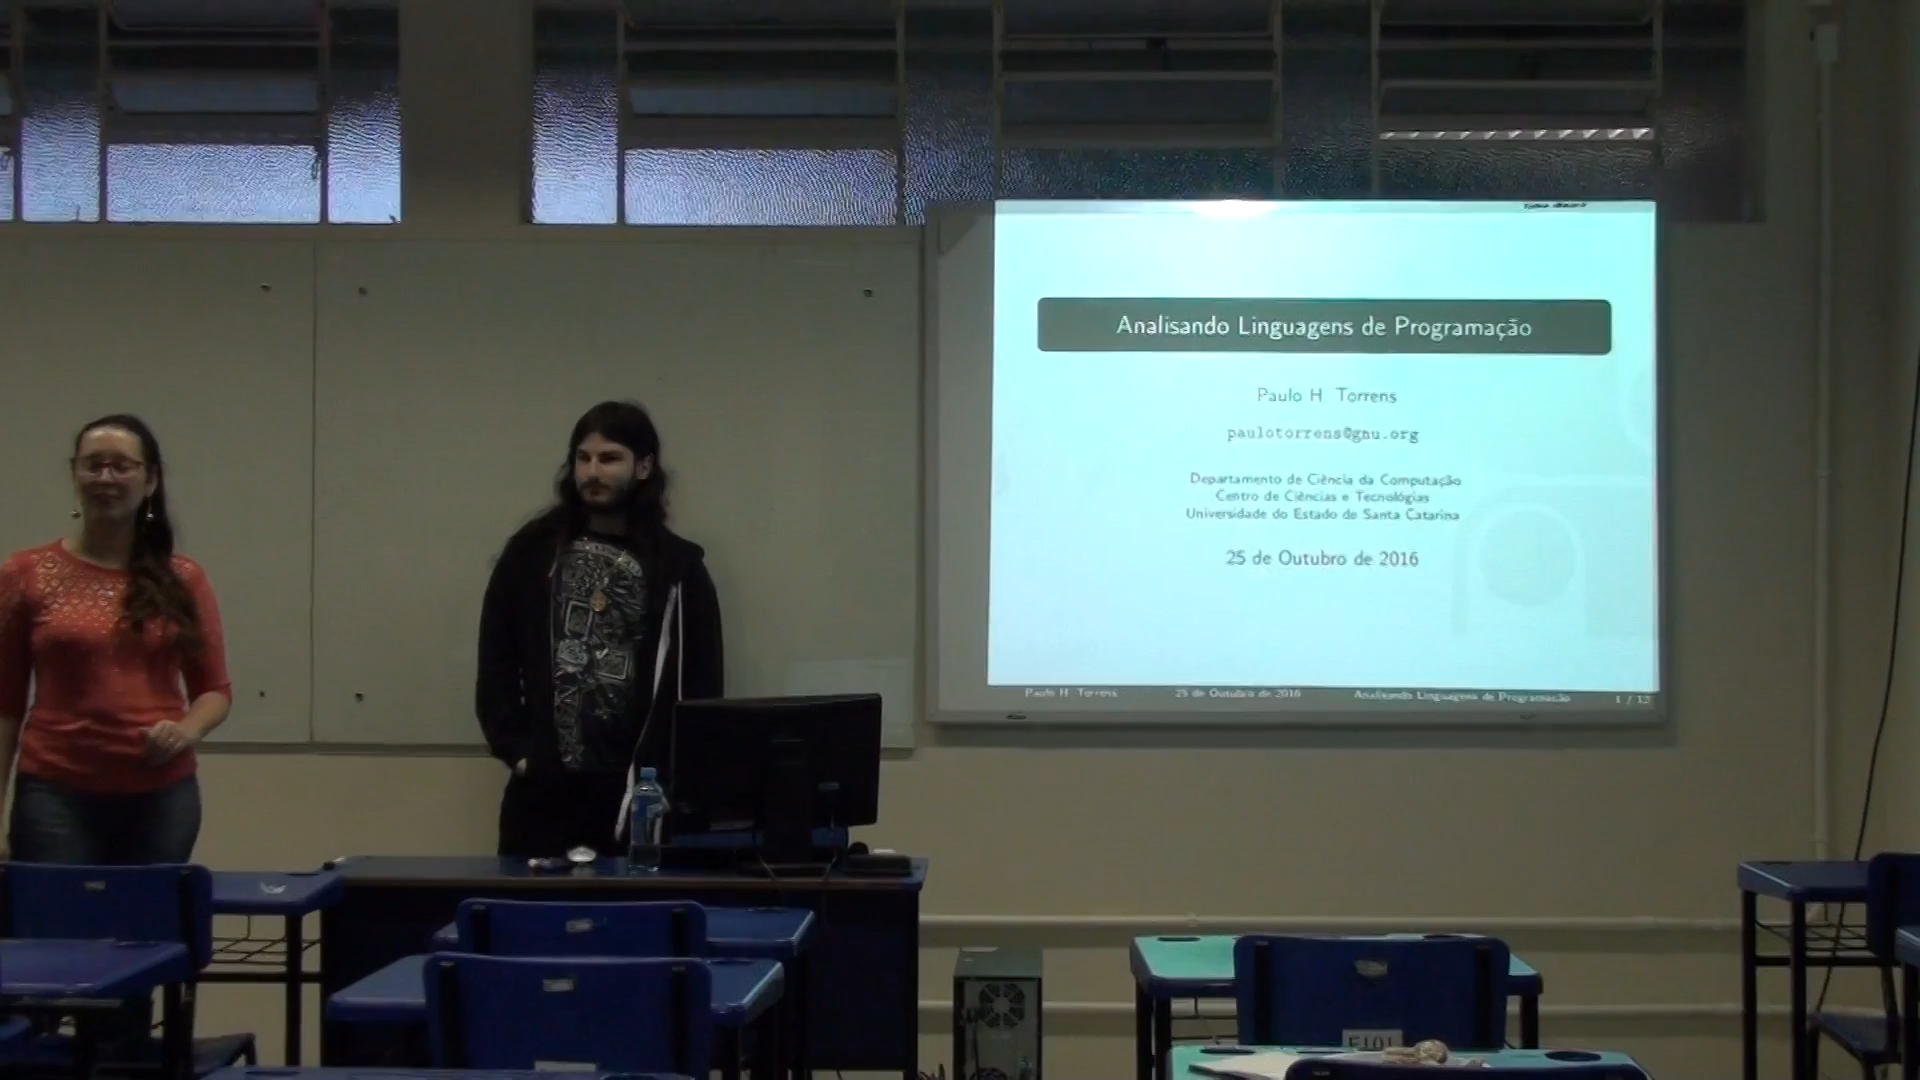 Analisando Linguagens de Programação
Paulo H. Torrens
paulotorrens@gnu.org
Departamento de Ciência da Computação
Centro de Ciências e Tecnológias
Universidade do Estado de Santa Catarina
25 de Outubro de 2016
Paulo H. Torrens 25 de Outubro de 2016 Analisando Linguagens de Programação 1 / 12
F101